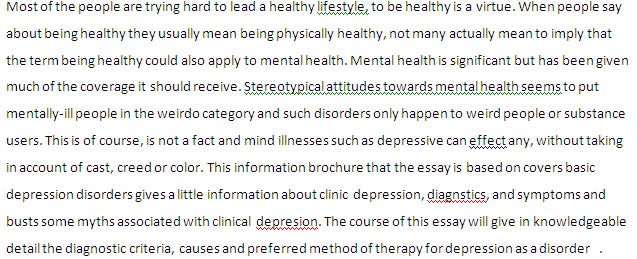 Most of the people are trying hard to lead a healthy lifestyle, to be healthy is a virtue. When people say
about being healthy they usually mean being physically healthy, not many actually mean to imply that
the term being healthy could also apply to mental health. Mental health is significant but has been given
much of the coverage it should receive. Stereotypical attitudes towards mental health seems to put
mentally-ill people in the weirdo category and such disorders only happen to weird people or substance
users. This is of course, is not a fact and mind illnesses such as depressive can effect any, without taking
in account of cast, creed or color. This information brochure that the essay is based on covers basic
depression disorders gives a little information about clinic depression, diagnstics, and symptoms and
busts some myths associated with clinical depresion. The course of this essay will give in knowledgeable
detail the diagnostic criteria, causes and preferred method of therapy for depression as a disorder .